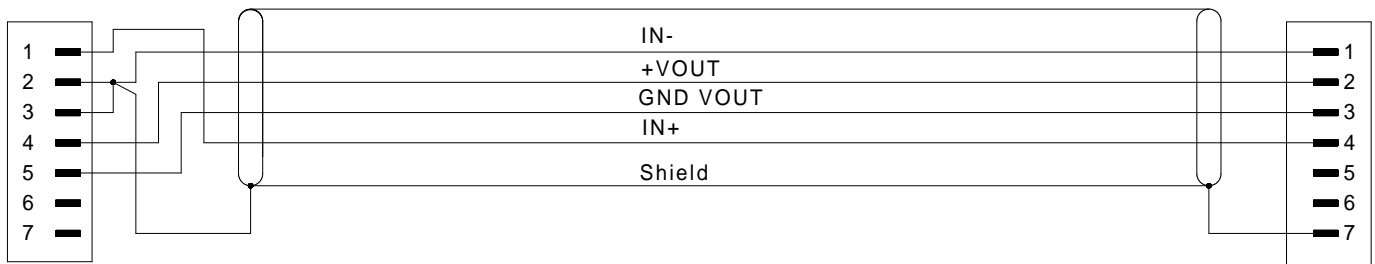 1 IN- 1
2 +VOUT 2
3 GND VOUT 3
4 IN+ 4
5 Shield 5
6 6
7 7